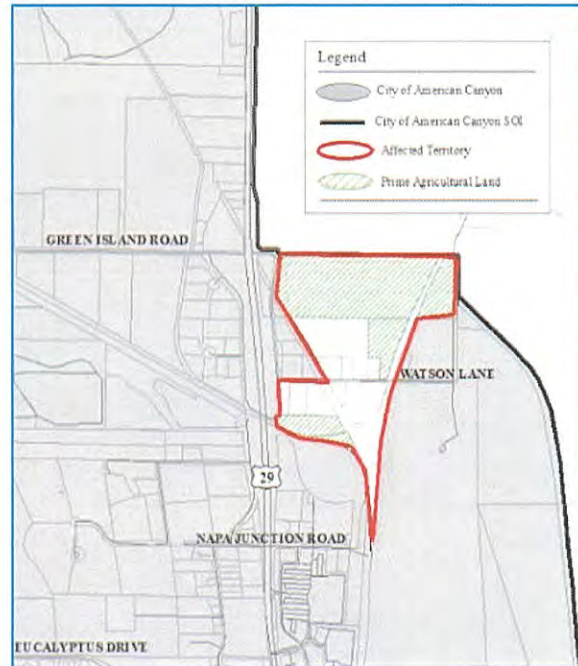 Legend
City of American Canyon
City of American Canyon SOI
Affected Territory
Prime Agricultural Land
GREEN ISLAND ROAD
WATSON LANE
29
NAPA JUNCTION ROAD
EUCALYPTUS DRIVE